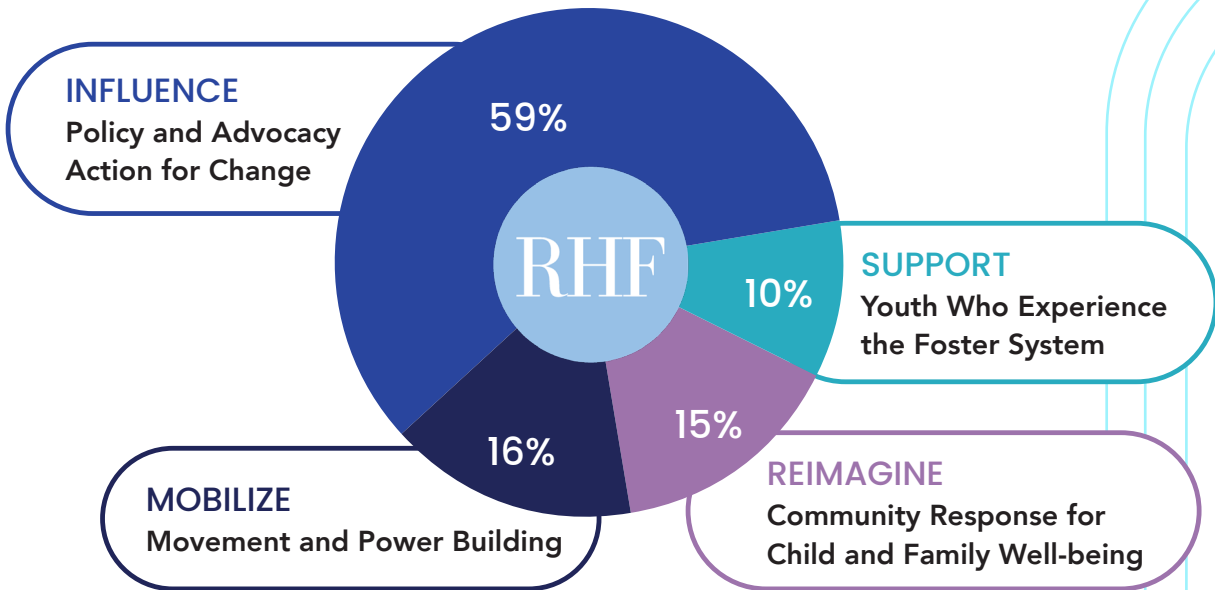 INFLUENCE
Policy and Advocacy
Action for Change
59%
RHF
10%
SUPPORT
Youth Who Experience
the Foster System
16%
15%
MOBILIZE
Movement and Power Building
REIMAGINE
Community Response for
Child and Family Well-being